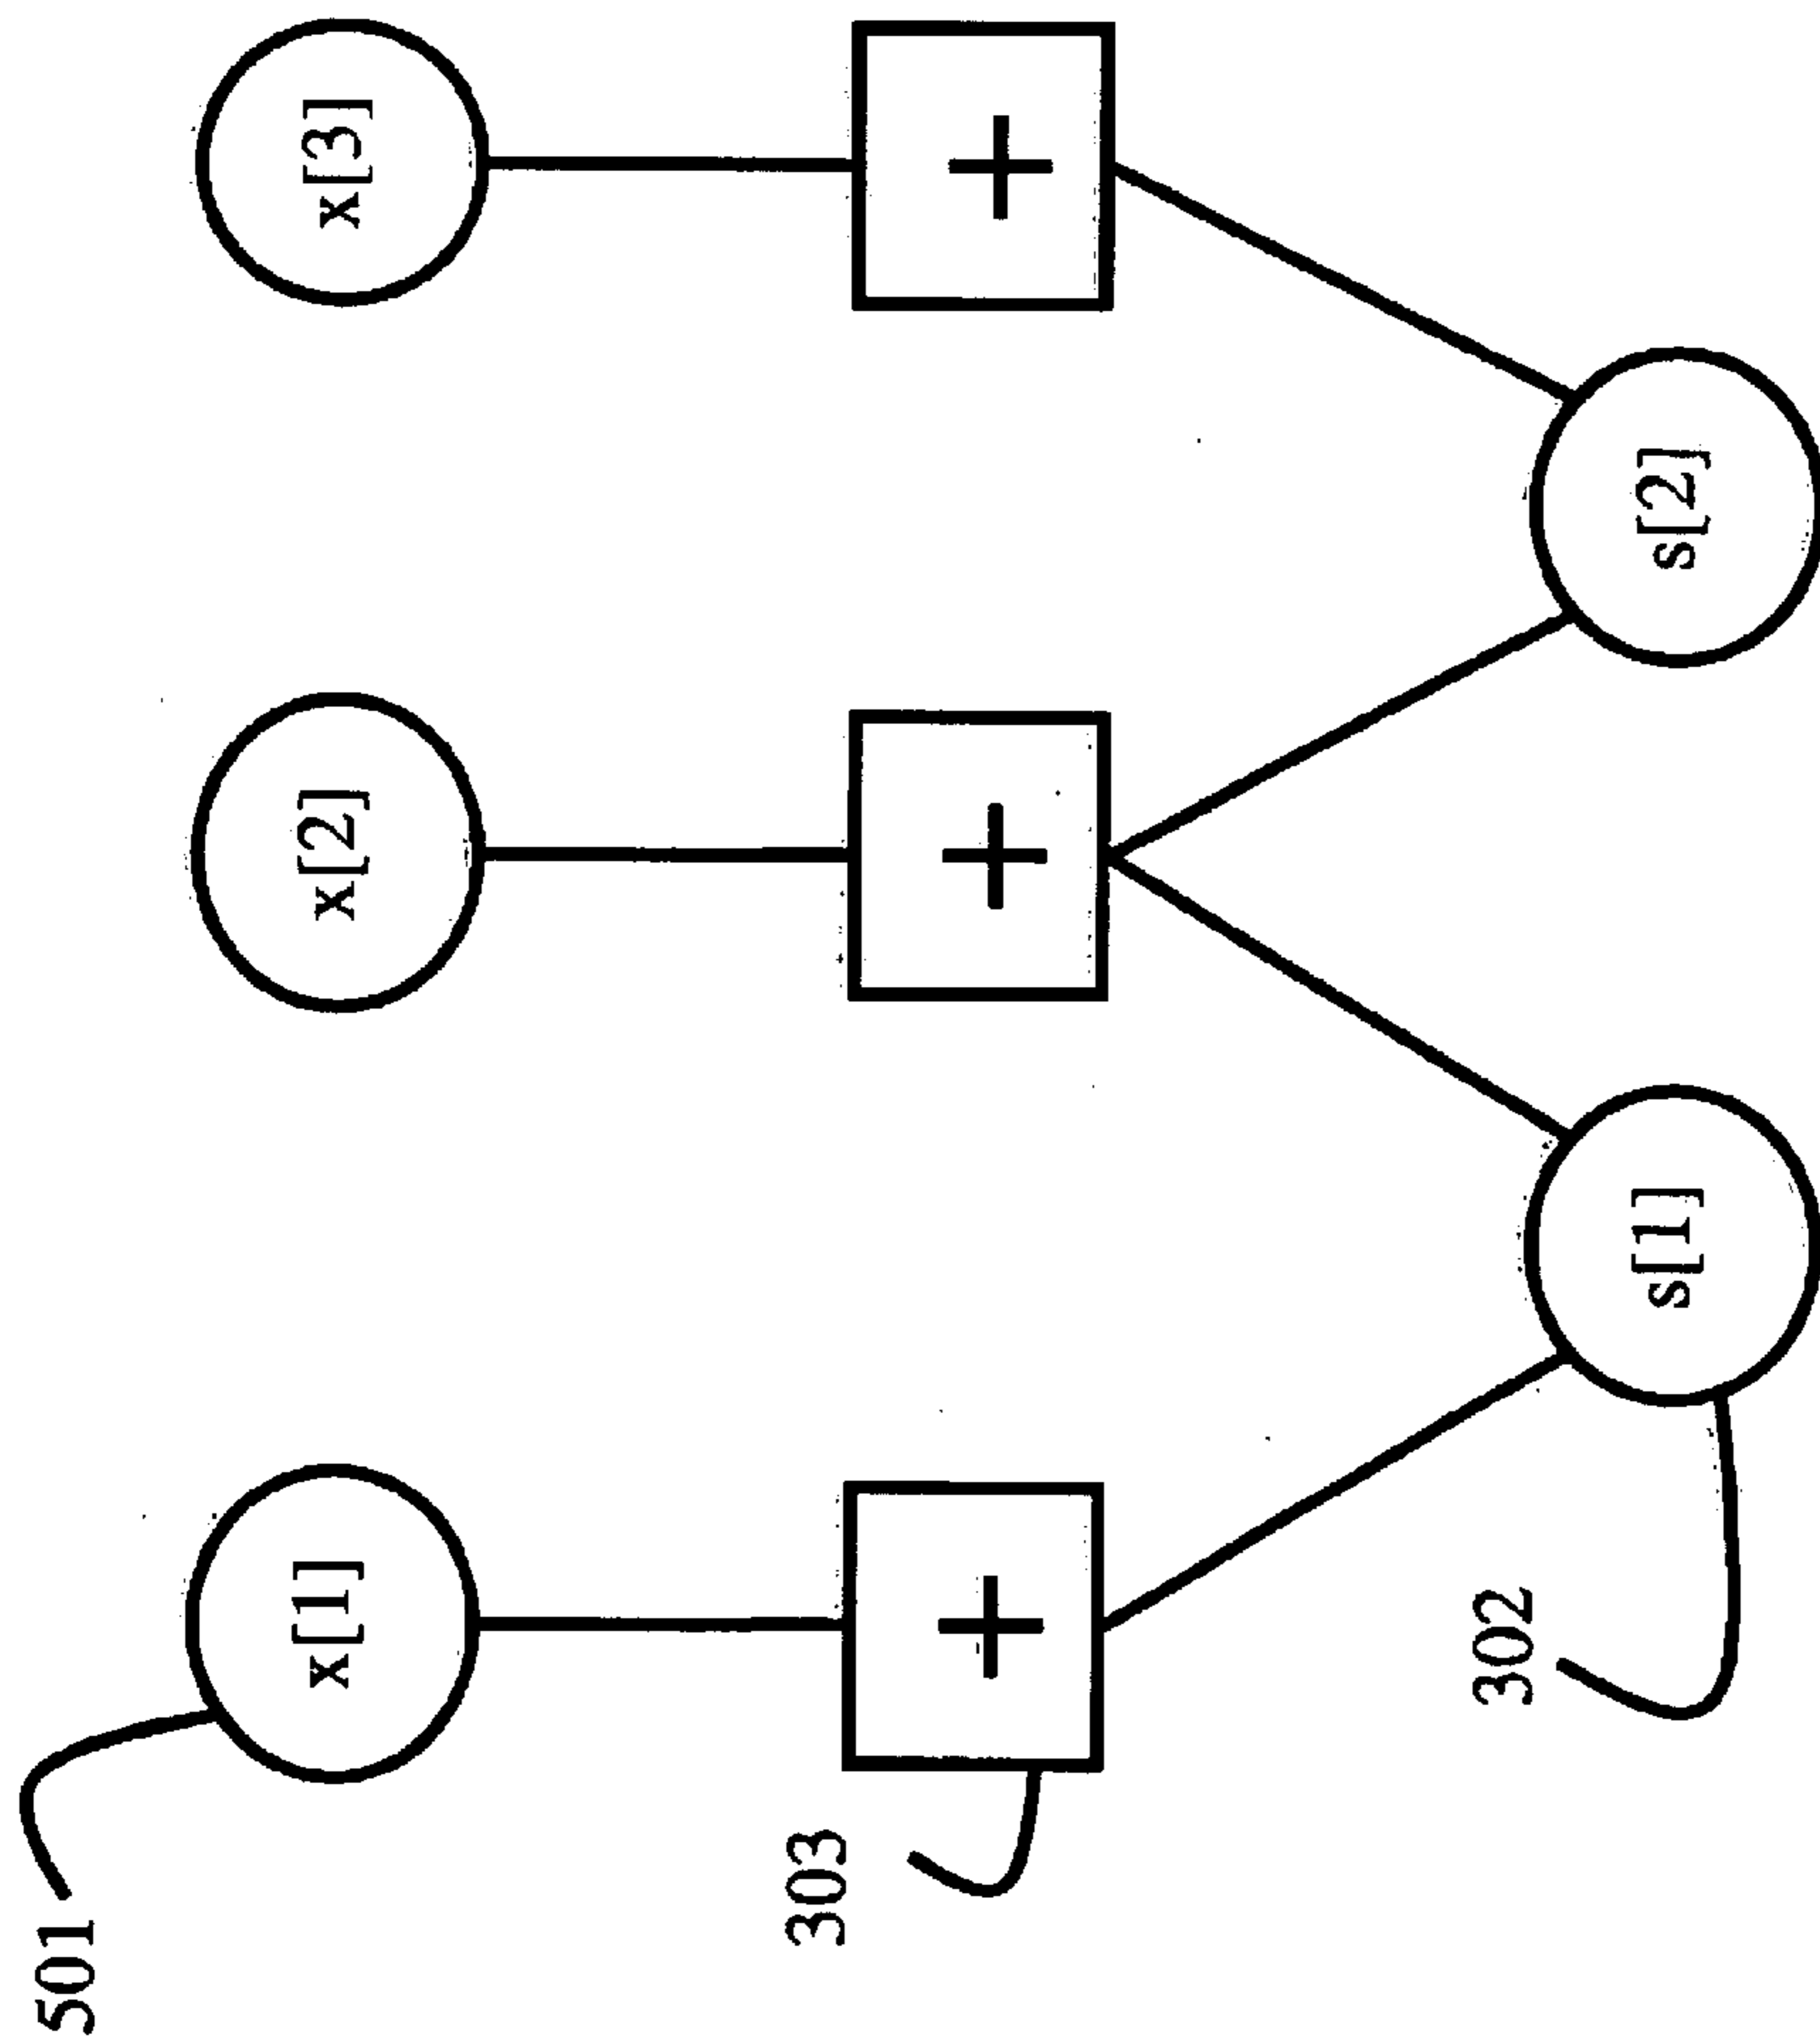 501
x[1]
x[2]
x[3]
303
+
+
+
302
s[1]
s[2]